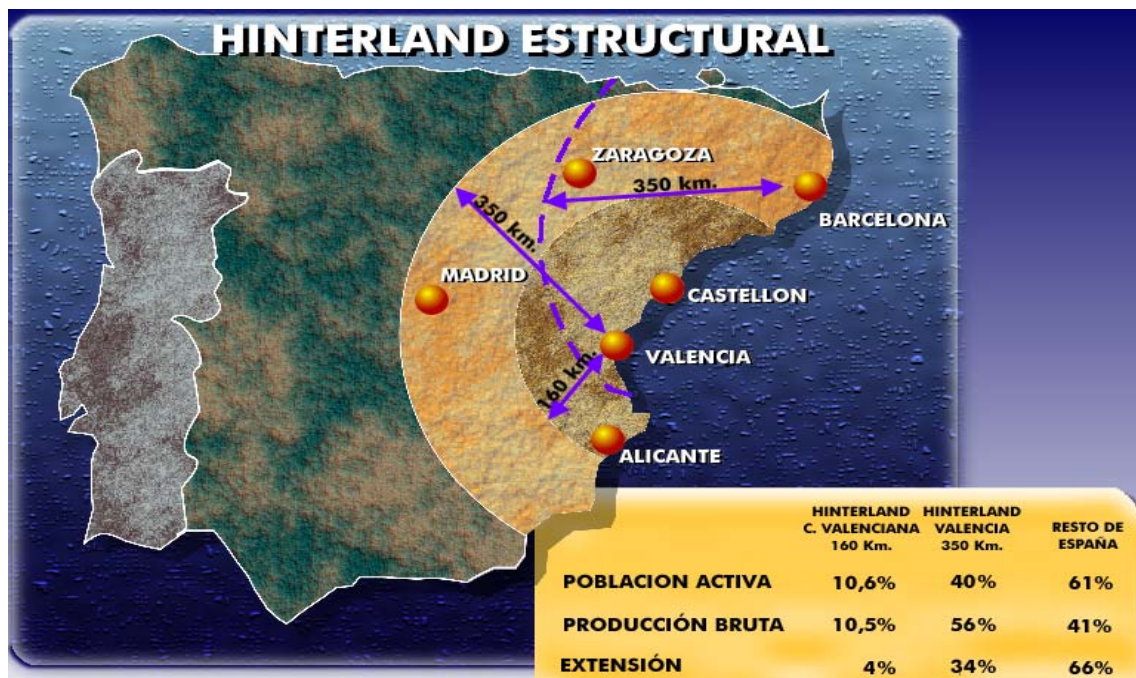 HINTERLAND ESTRUCTURAL
ZARAGOZA
350 km.
BARCELONA
350 km.
MADRID
CASTELLON
VALENCIA
160 km.
ALICANTE
HINTERLAND C. VALENCIANA 160 Km.
HINTERLAND VALENCIA 350 Km.
RESTO DE ESPAÑA
POBLACION ACTIVA 10,6% 40% 61%
PRODUCCIÓN BRUTA 10,5% 56% 41%
EXTENSIÓN 4% 34% 66%